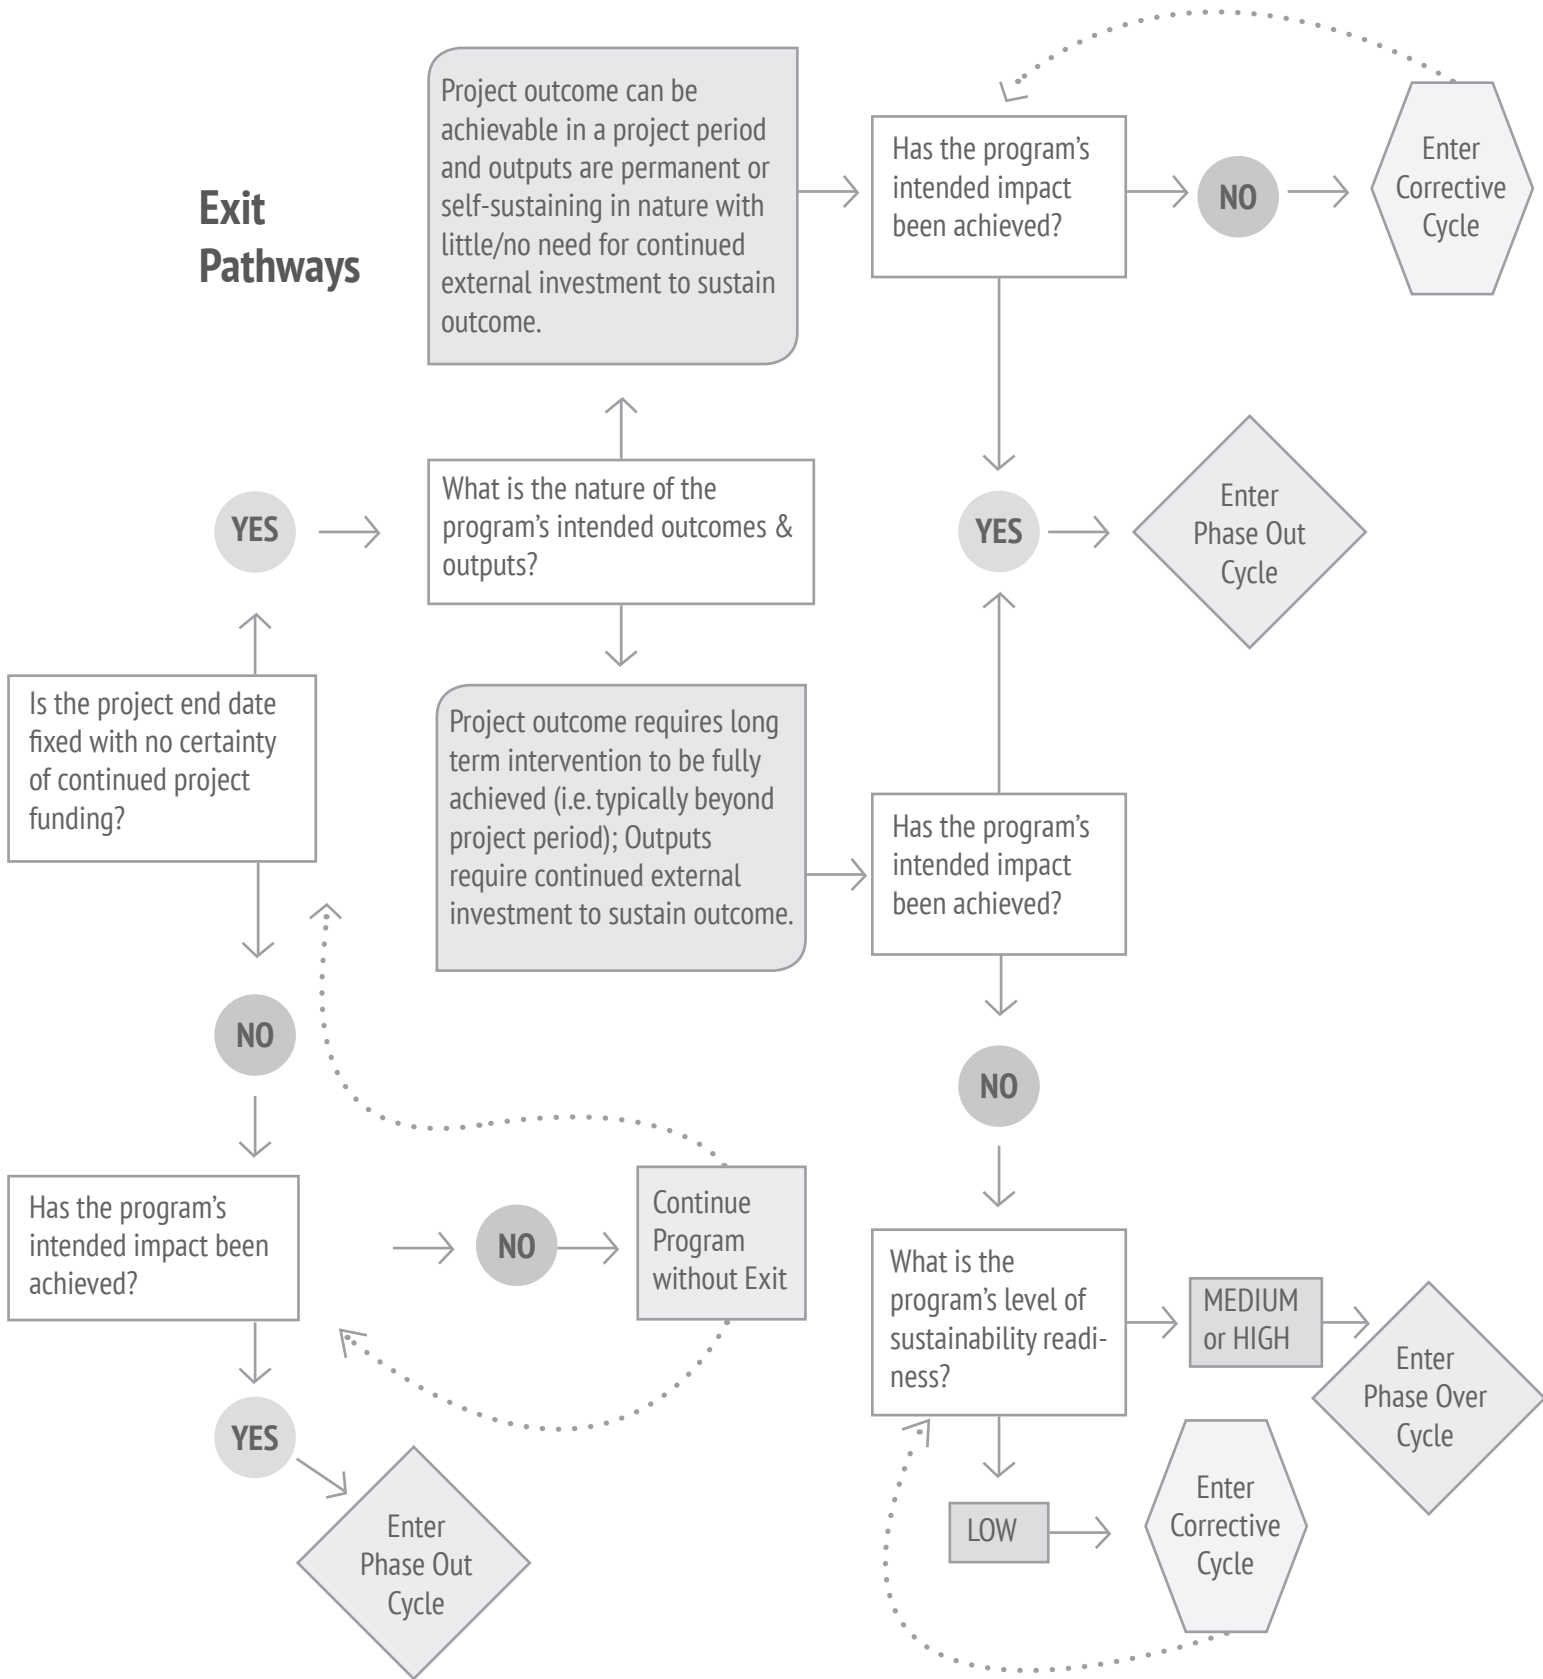 Exit
Pathways
Project outcome can be
achievable in a project period
and outputs are permanent or
self-sustaining in nature with
little/no need for continued
external investment to sustain
outcome.
Has the program’s
intended impact
been achieved?
NO
Enter
Corrective
Cycle
YES
What is the nature of the
program’s intended outcomes &
outputs?
YES
Enter
Phase Out
Cycle
Is the project end date
fixed with no certainty
of continued project
funding?
Project outcome requires long
term intervention to be fully
achieved (i.e. typically beyond
project period); Outputs
require continued external
investment to sustain outcome.
Has the program’s
intended impact
been achieved?
NO
NO
Has the program’s
intended impact been
achieved?
NO
Continue
Program
without Exit
What is the
program’s level of
sustainability readi-
ness?
MEDIUM
or HIGH
Enter
Phase Over
Cycle
YES
Enter
Phase Out
Cycle
LOW
Enter
Corrective
Cycle